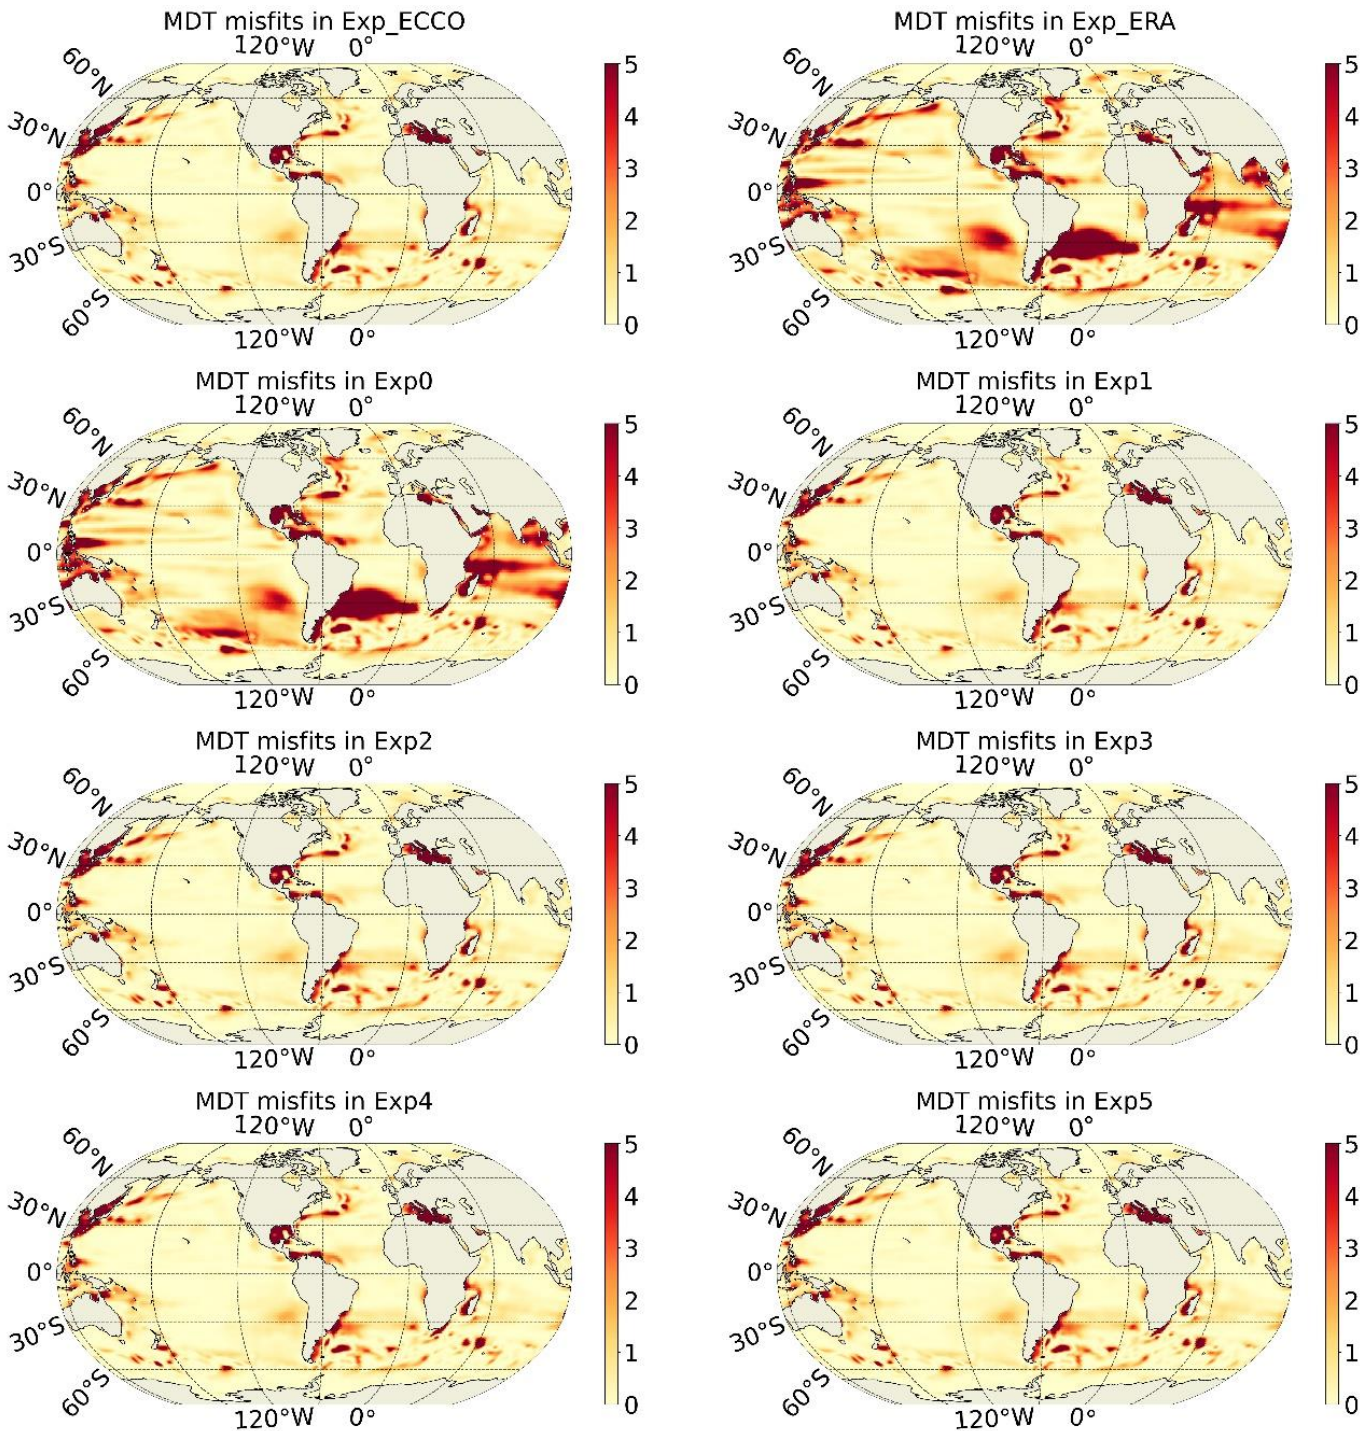 MDT misfits in Exp_ECCO
120°W 0°
60°N
30°N
0°
30°S
60°S
120°W 0°
5
4
3
2
1
0
MDT misfits in Exp_ERA
120°W 0°
60°N
30°N
0°
30°S
60°S
120°W 0°
5
4
3
2
1
0
MDT misfits in Exp0
120°W 0°
60°N
30°N
0°
30°S
60°S
120°W 0°
5
4
3
2
1
0
MDT misfits in Exp1
120°W 0°
60°N
30°N
0°
30°S
60°S
120°W 0°
5
4
3
2
1
0
MDT misfits in Exp2
120°W 0°
60°N
30°N
0°
30°S
60°S
120°W 0°
5
4
3
2
1
0
MDT misfits in Exp3
120°W 0°
60°N
30°N
0°
30°S
60°S
120°W 0°
5
4
3
2
1
0
MDT misfits in Exp4
120°W 0°
60°N
30°N
0°
30°S
60°S
120°W 0°
5
4
3
2
1
0
MDT misfits in Exp5
120°W 0°
60°N
30°N
0°
30°S
60°S
120°W 0°
5
4
3
2
1
0